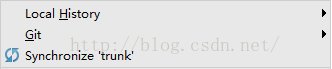 Local History
Git
Synchronize 'trunk'
http://blog.csdn.net/